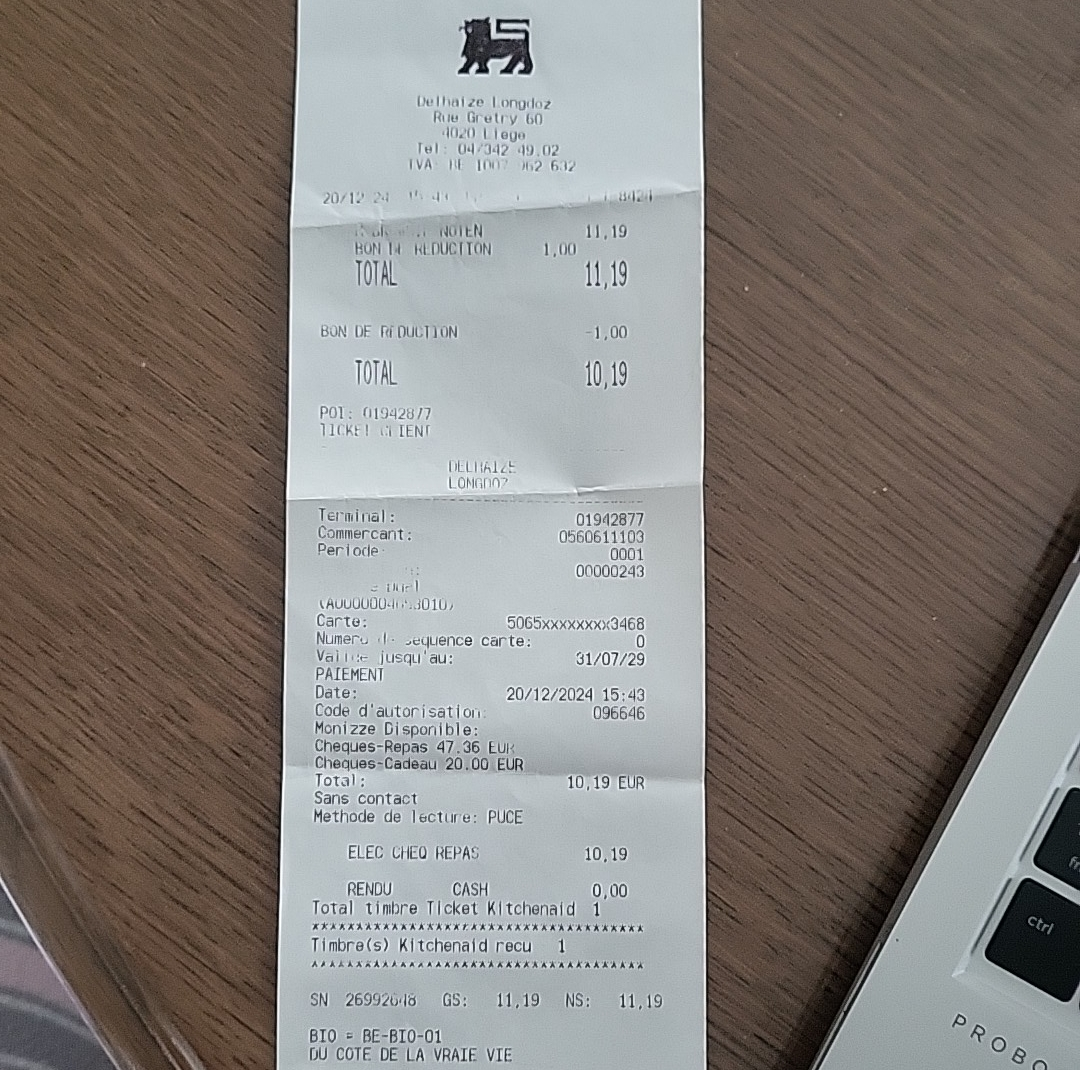 Delhaize Longdoz
Rue Gretry 60
4020 Liege
Tel: 04/342 49.02
TVA: BE 1007 962 632
20/12 24 8424
NOTEN 11,19
BON DE REDUCTION 1,00
TOTAL 11,19
BON DE REDUCTION -1,00
TOTAL 10,19
POI: 01942877
TICKET CLIENT
DELHAIZE
LONGDOZ
Terminal: 01942877
Commercant: 0560611103
Periode: 0001
00000243
Carte: 5065xxxxxxxx3468
Numero de sequence carte: 0
Valide jusqu'au: 31/07/29
PAIEMENT
Date: 20/12/2024 15:43
Code d'autorisation: 096646
Monizze Disponible:
Cheques-Repas 47.36 EUR
Cheques-Cadeau 20.00 EUR
Total: 10,19 EUR
Sans contact
Methode de lecture: PUCE
ELEC CHEQ REPAS 10,19
RENDU CASH 0,00
Total timbre Ticket Kitchenaid 1
****************************************
Timbre(s) Kitchenaid recu 1
****************************************
SN 26992648 GS: 11,19 NS: 11,19
BIO = BE-BIO-01
DU COTE DE LA VRAIE VIE
fn
ctrl
PROBO